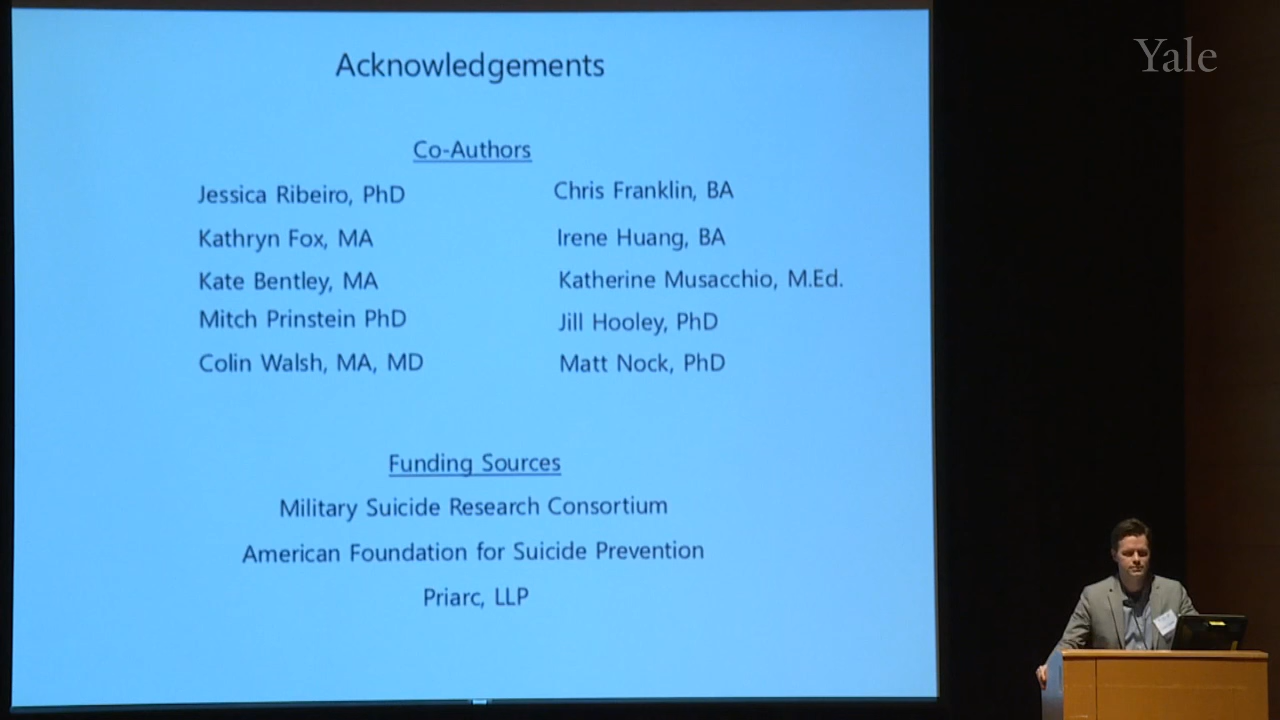 Yale
Acknowledgements
Co-Authors
Jessica Ribeiro, PhD
Kathryn Fox, MA
Kate Bentley, MA
Mitch Prinstein PhD
Colin Walsh, MA, MD
Chris Franklin, BA
Irene Huang, BA
Katherine Musacchio, M.Ed.
Jill Hooley, PhD
Matt Nock, PhD
Funding Sources
Military Suicide Research Consortium
American Foundation for Suicide Prevention
Priarc, LLP